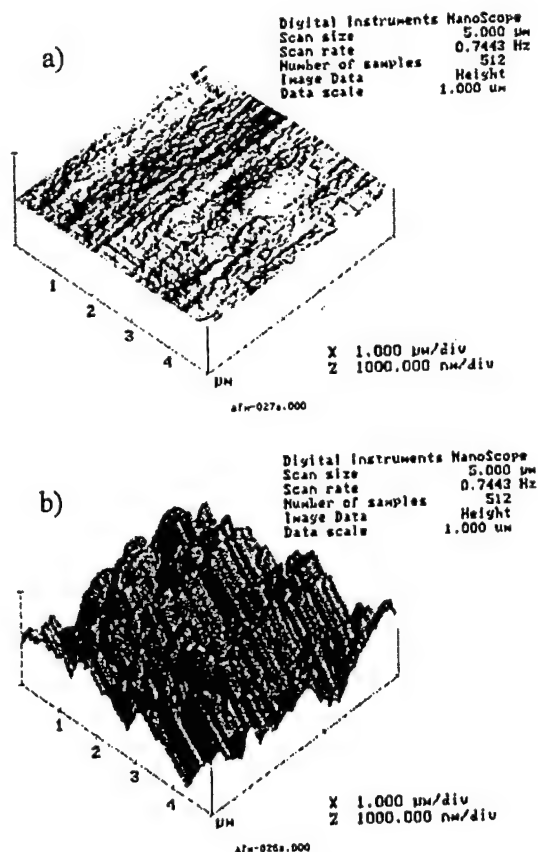 a)
Digital Instruments NanoScope
Scan size 5.000 µm
Scan rate 0.7443 Hz
Number of samples 512
Image Data Height
Data scale 1.000 um
1
2
3
4
µm
X 1.000 µm/div
Z 1000.000 nm/div
afm-027a.000
b)
Digital Instruments NanoScope
Scan size 5.000 µm
Scan rate 0.7443 Hz
Number of samples 512
Image Data Height
Data scale 1.000 um
1
2
3
4
µm
X 1.000 µm/div
Z 1000.000 nm/div
afm-026a.000